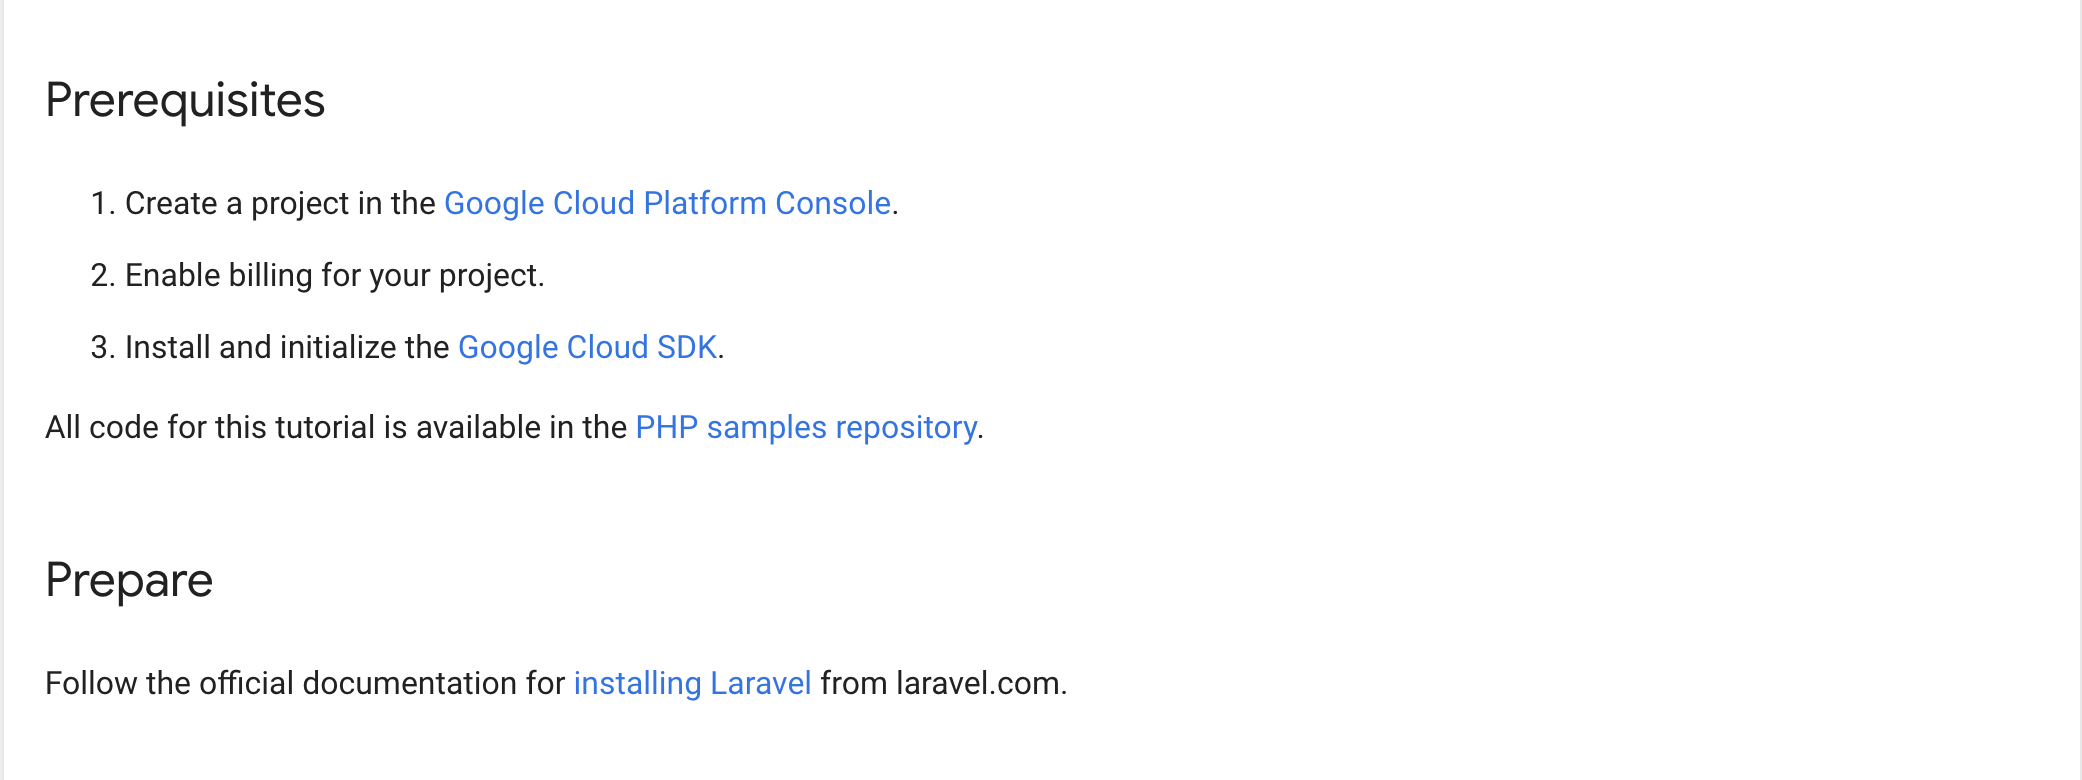 Prerequisites
1. Create a project in the Google Cloud Platform Console.
2. Enable billing for your project.
3. Install and initialize the Google Cloud SDK.
All code for this tutorial is available in the PHP samples repository.
Prepare
Follow the official documentation for installing Laravel from laravel.com.